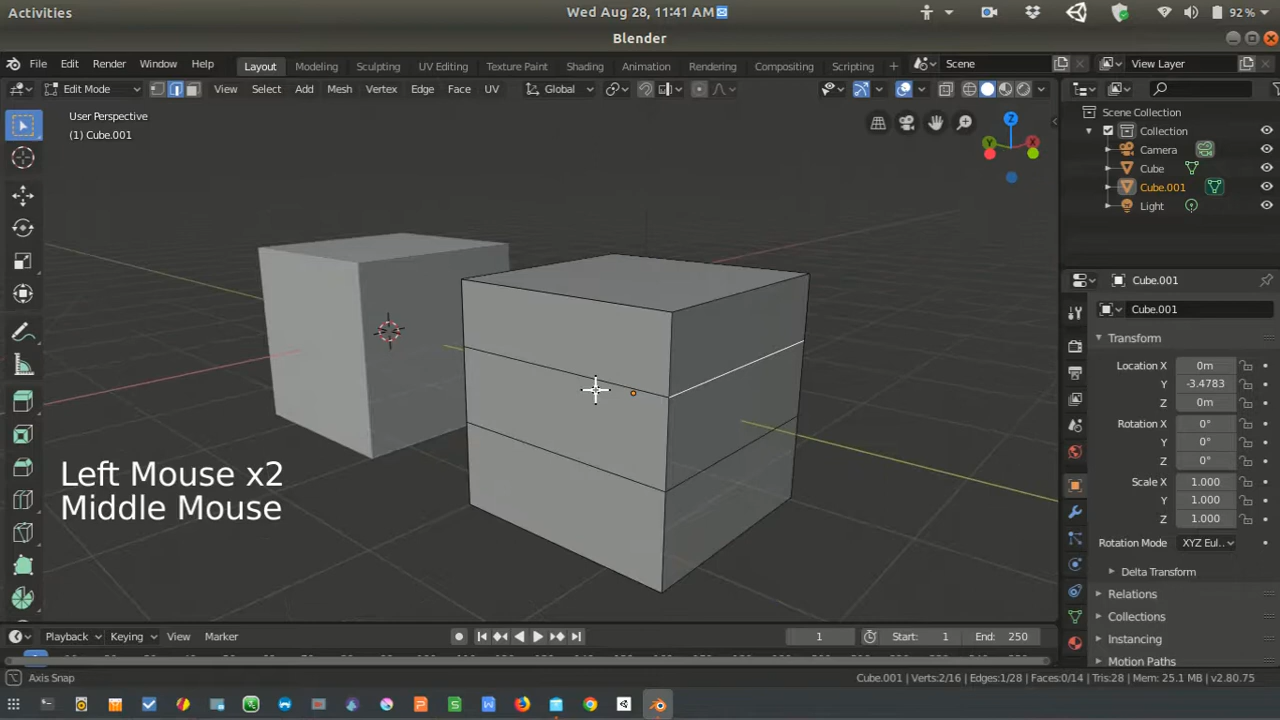 Activities
Wed Aug 28, 11:41 AM
92%
Blender
File Edit Render Window Help
Layout Modeling Sculpting UV Editing Texture Paint Shading Animation Rendering Compositing Scripting +
Scene
View Layer
Edit Mode
View Select Add Mesh Vertex Edge Face UV
Global
User Perspective
(1) Cube.001
Z
Y
X
Scene Collection
Collection
Camera
Cube
Cube.001
Light
Cube.001
Cube.001
Transform
Location X 0m
Y -3.4783
Z 0m
Rotation X 0°
Y 0°
Z 0°
Scale X 1.000
Y 1.000
Z 1.000
Rotation Mode XYZ Eul..
Delta Transform
Relations
Collections
Instancing
Motion Paths
Left Mouse x2
Middle Mouse
Playback Keying View Marker
1
Start: 1
End: 250
Axis Snap
Cube.001 | Verts:2/16 | Edges:1/28 | Faces:0/14 | Tris:28 | Mem: 25.1 MB | v2.80.75